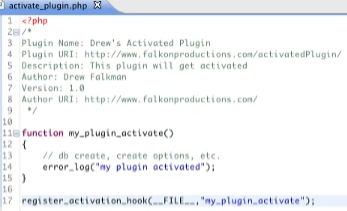 activate_plugin.php
1 <?php
2 /*
3 Plugin Name: Drew's Activated Plugin
4 Plugin URI: http://www.falkonproductions.com/activatedPlugin/
5 Description: This plugin will get activated
6 Author: Drew Falkman
7 Version: 1.0
8 Author URI: http://www.falkonproductions.com/
9 */
10
11 function my_plugin_activate()
12 {
13 // db create, create options, etc.
14 error_log("my plugin activated");
15 }
16
17 register_activation_hook(__FILE__,"my_plugin_activate");